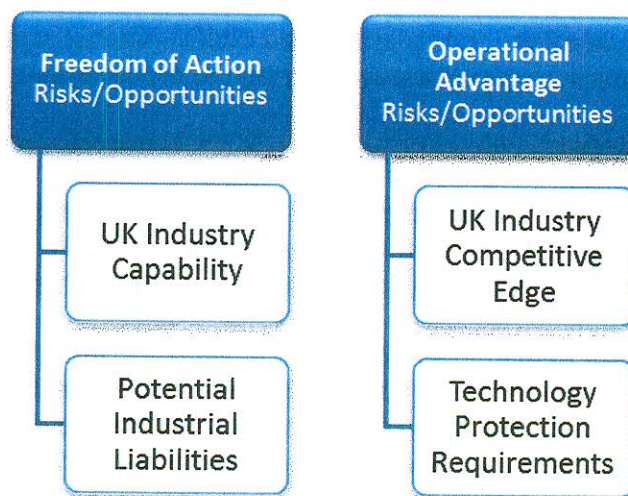 Freedom of Action
Risks/Opportunities
UK Industry
Capability
Potential
Industrial
Liabilities
Operational
Advantage
Risks/Opportunities
UK Industry
Competitive
Edge
Technology
Protection
Requirements